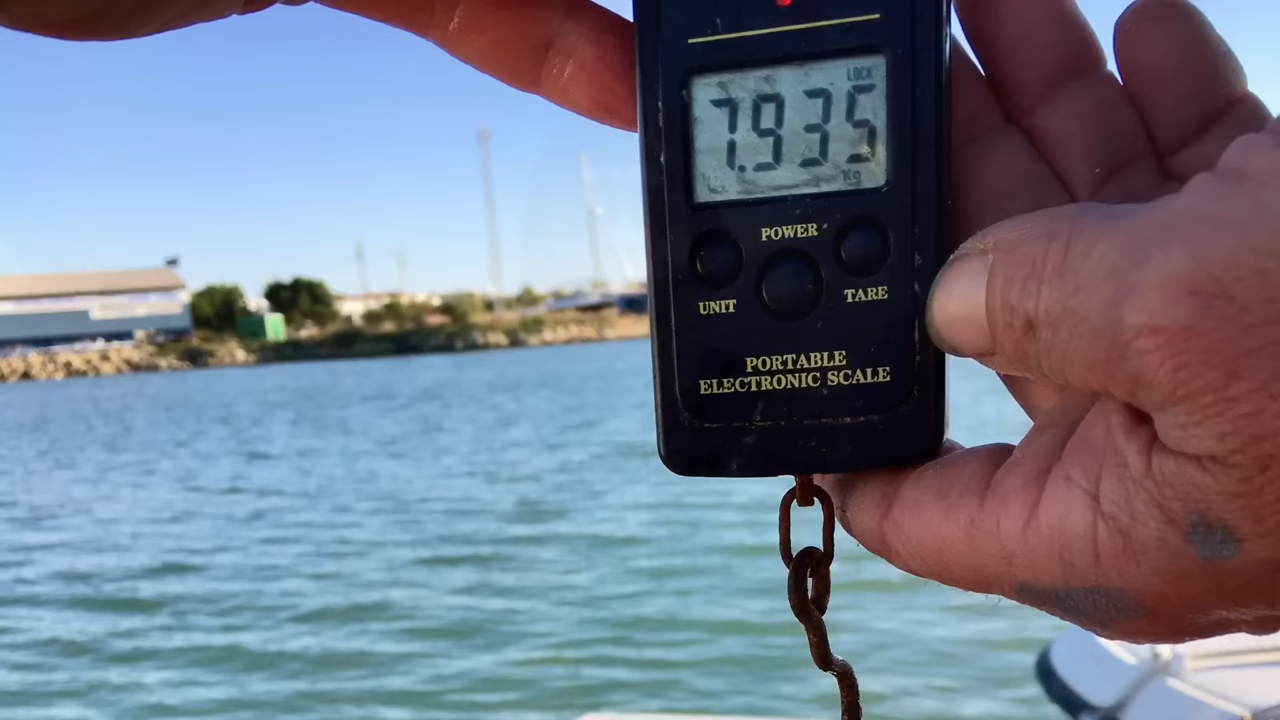 LOCK
7.935
Kg
POWER
UNIT
TARE
PORTABLE
ELECTRONIC SCALE